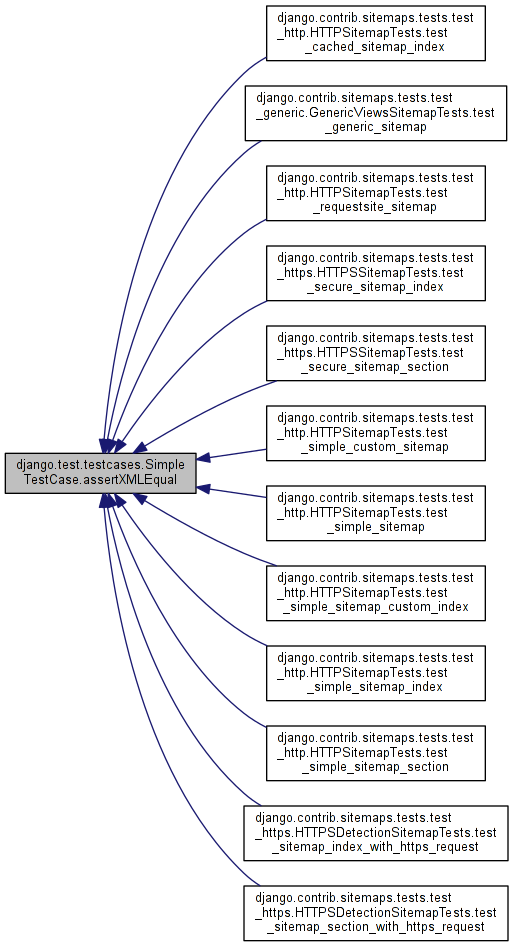 django.contrib.sitemaps.tests.test
_http.HTTPSitemapTests.test
_cached_sitemap_index
django.contrib.sitemaps.tests.test
_generic.GenericViewsSitemapTests.test
_generic_sitemap
django.contrib.sitemaps.tests.test
_http.HTTPSitemapTests.test
_requestsite_sitemap
django.contrib.sitemaps.tests.test
_https.HTTPSSitemapTests.test
_secure_sitemap_index
django.contrib.sitemaps.tests.test
_https.HTTPSSitemapTests.test
_secure_sitemap_section
django.contrib.sitemaps.tests.test
_http.HTTPSitemapTests.test
_simple_custom_sitemap
django.test.testcases.Simple
TestCase.assertXMLEqual
django.contrib.sitemaps.tests.test
_http.HTTPSitemapTests.test
_simple_sitemap
django.contrib.sitemaps.tests.test
_http.HTTPSitemapTests.test
_simple_sitemap_custom_index
django.contrib.sitemaps.tests.test
_http.HTTPSitemapTests.test
_simple_sitemap_index
django.contrib.sitemaps.tests.test
_http.HTTPSitemapTests.test
_simple_sitemap_section
django.contrib.sitemaps.tests.test
_https.HTTPSDetectionSitemapTests.test
_sitemap_index_with_https_request
django.contrib.sitemaps.tests.test
_https.HTTPSDetectionSitemapTests.test
_sitemap_section_with_https_request